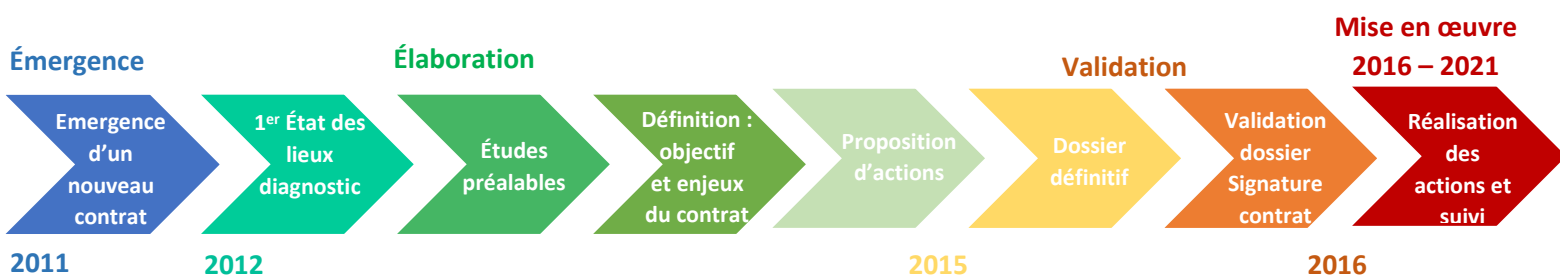 Émergence
Élaboration
Validation
Mise en œuvre
2016 – 2021
Emergence
d’un
nouveau
contrat
1er État des
lieux
diagnostic
Études
préalables
Définition :
objectif
et enjeux
du contrat
Proposition
d’actions
Dossier
définitif
Validation
dossier
Signature
contrat
Réalisation
des
actions et
suivi
2011
2012
2015
2016